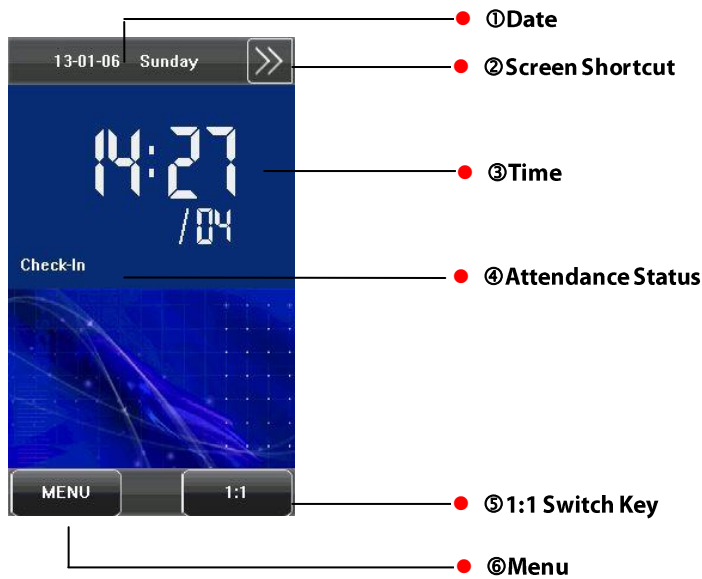 ①Date
13-01-06 Sunday
②Screen Shortcut
14:27
③Time
/04
Check-In
④Attendance Status
MENU
1:1
⑤1:1 Switch Key
⑥Menu